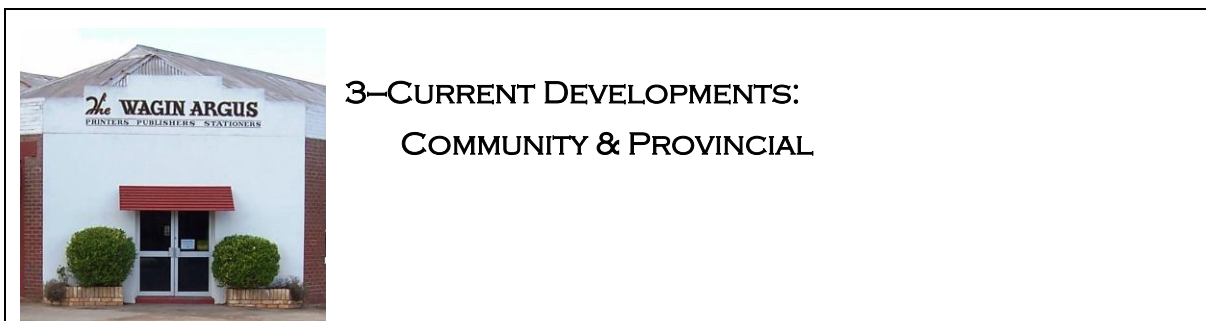 The WAGIN ARGUS
PRINTERS PUBLISHERS STATIONERS
3–CURRENT DEVELOPMENTS:
COMMUNITY & PROVINCIAL